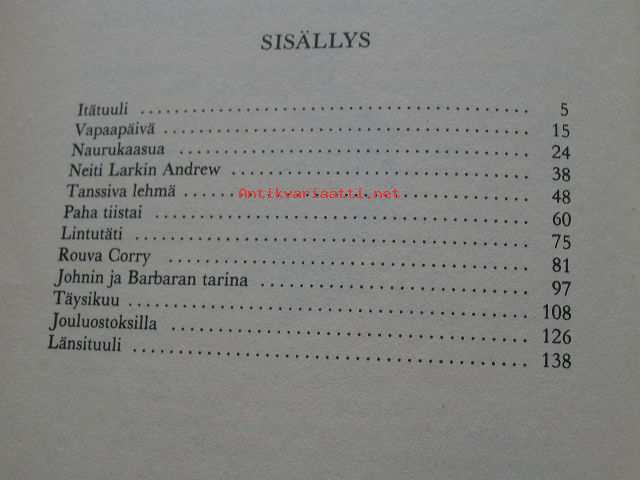 SISÄLLYS
Itätuuli ........................................ 5
Vapaapäivä ........................................ 15
Naurukaasua ........................................ 24
Neiti Larkin Andrew ........................................ 38
Tanssiva lehmä ........................................ 48
Antikvariaatti.net
Paha tiistai ........................................ 60
Lintutäti ........................................ 75
Rouva Corry ........................................ 81
Johnin ja Barbaran tarina ........................................ 97
Täysikuu ........................................ 108
Jouluostoksilla ........................................ 126
Länsituuli ........................................ 138